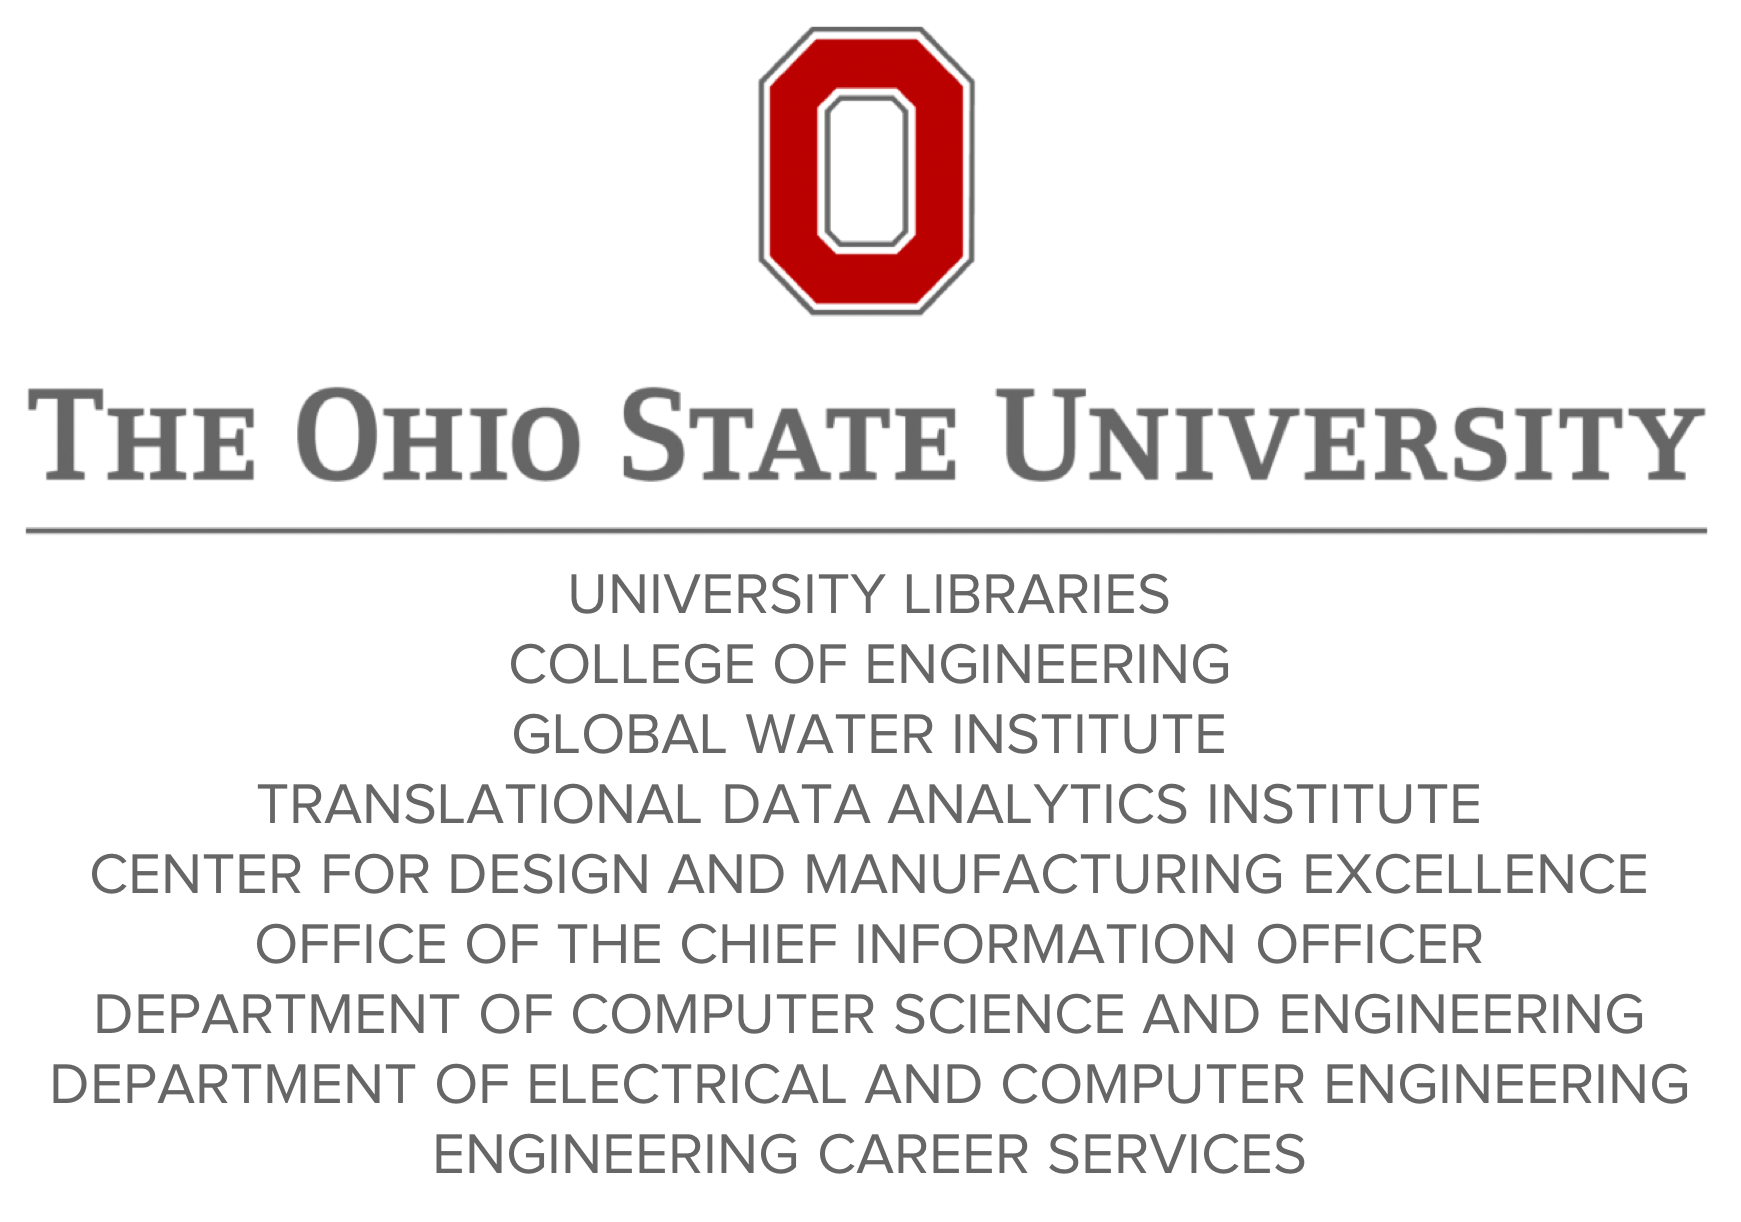 O
THE OHIO STATE UNIVERSITY
UNIVERSITY LIBRARIES
COLLEGE OF ENGINEERING
GLOBAL WATER INSTITUTE
TRANSLATIONAL DATA ANALYTICS INSTITUTE
CENTER FOR DESIGN AND MANUFACTURING EXCELLENCE
OFFICE OF THE CHIEF INFORMATION OFFICER
DEPARTMENT OF COMPUTER SCIENCE AND ENGINEERING
DEPARTMENT OF ELECTRICAL AND COMPUTER ENGINEERING
ENGINEERING CAREER SERVICES